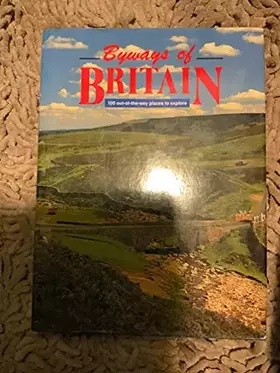 Byways of
BRITAIN
100 out-of-the-way places to explore